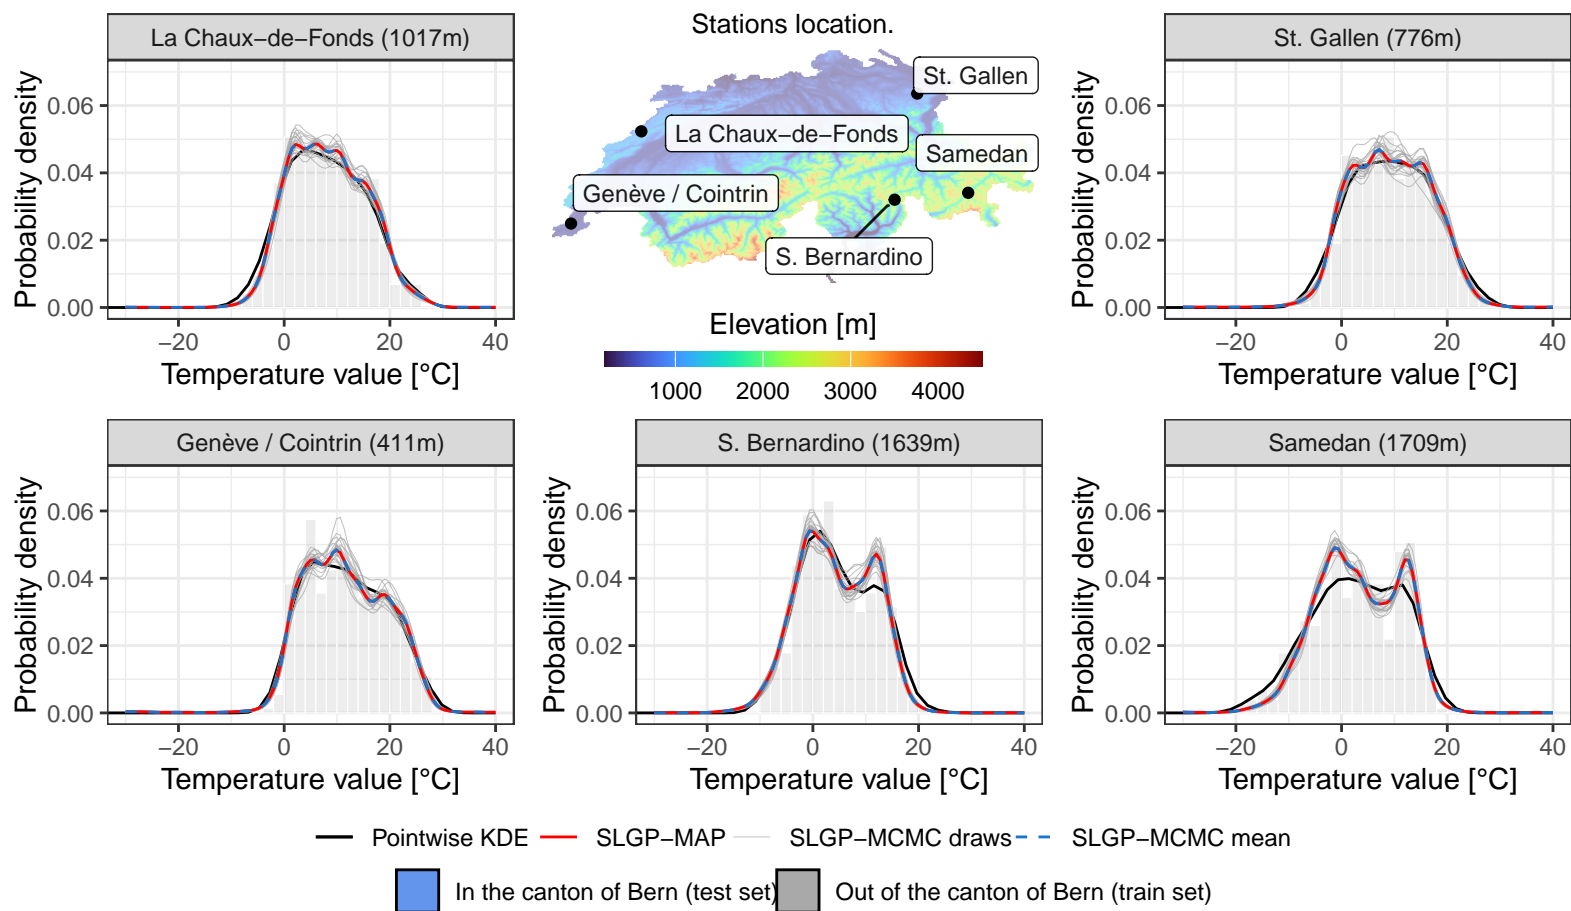 La Chaux−de−Fonds (1017m)
Probability density
0.06
0.04
0.02
0.00
−20
0
20
40
Temperature value [°C]
Stations location.
St. Gallen
La Chaux−de−Fonds
Samedan
Genève / Cointrin
S. Bernardino
Elevation [m]
1000
2000
3000
4000
St. Gallen (776m)
Probability density
0.06
0.04
0.02
0.00
−20
0
20
40
Temperature value [°C]
Genève / Cointrin (411m)
Probability density
0.06
0.04
0.02
0.00
−20
0
20
40
Temperature value [°C]
S. Bernardino (1639m)
Probability density
0.06
0.04
0.02
0.00
−20
0
20
40
Temperature value [°C]
Samedan (1709m)
Probability density
0.06
0.04
0.02
0.00
−20
0
20
40
Temperature value [°C]
Pointwise KDE
SLGP−MAP
SLGP−MCMC draws
SLGP−MCMC mean
In the canton of Bern (test set)
Out of the canton of Bern (train set)